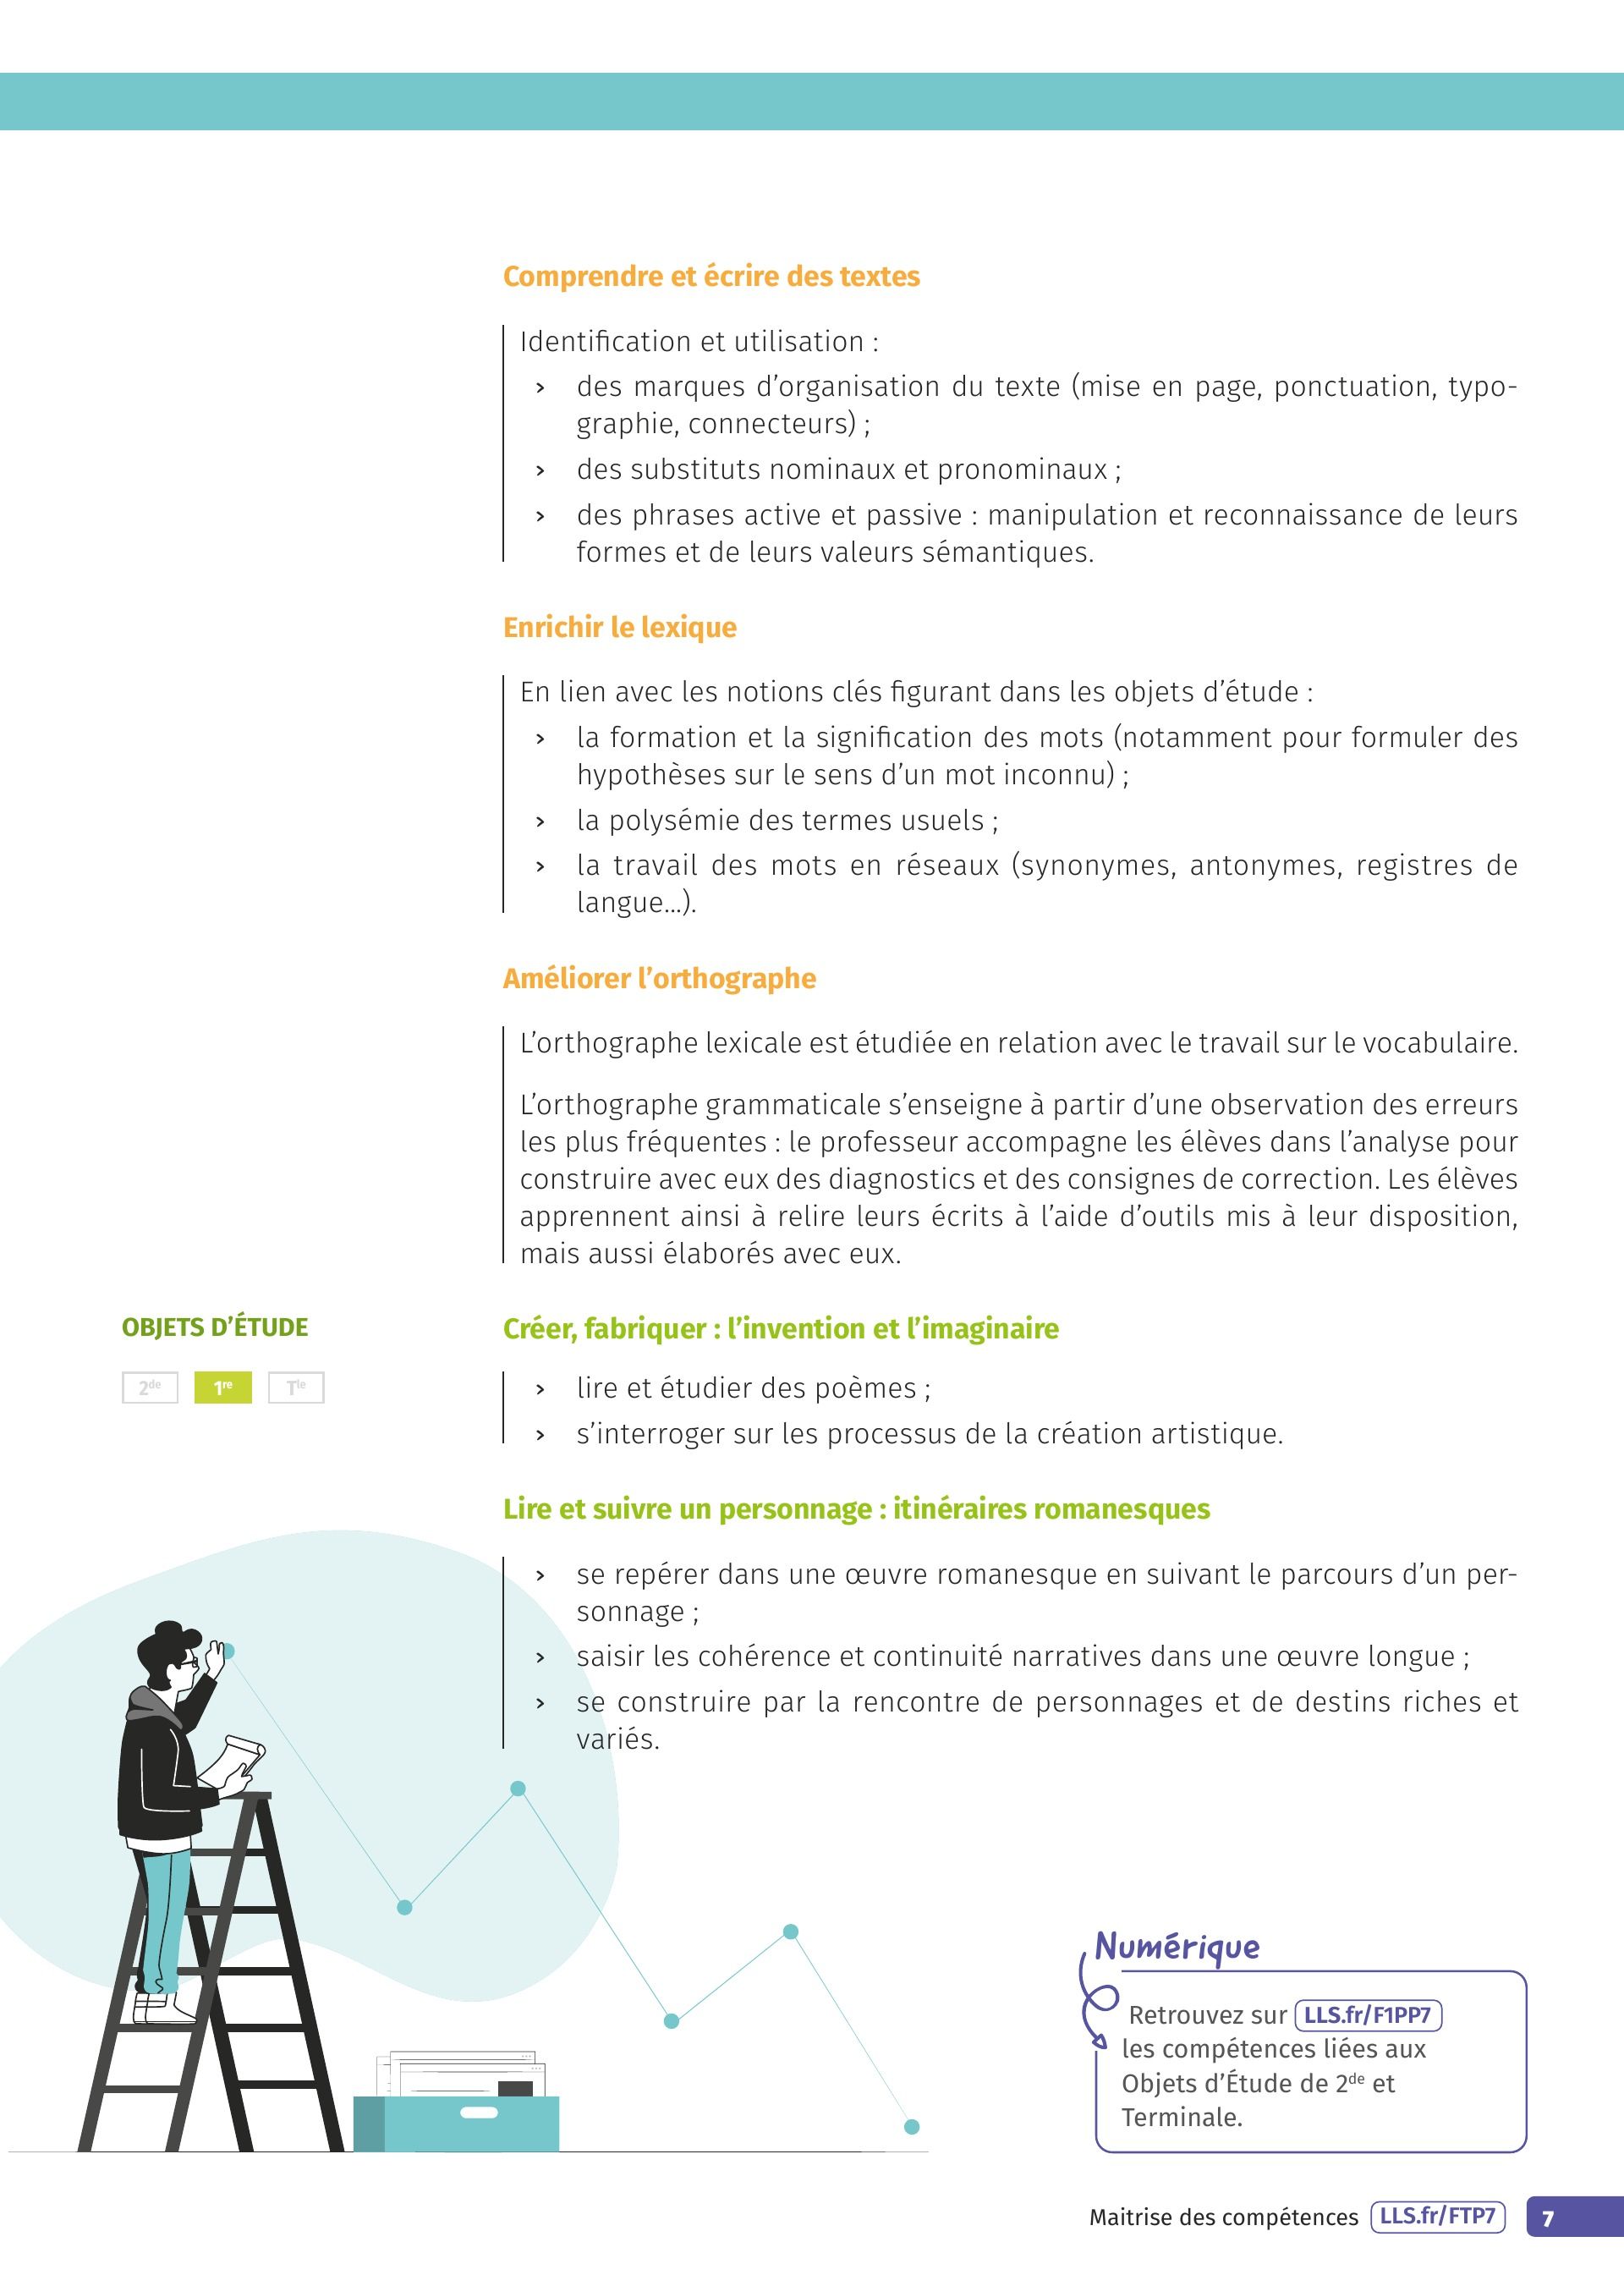 Comprendre et écrire des textes
Identification et utilisation :
› des marques d’organisation du texte (mise en page, ponctuation, typo-
graphie, connecteurs) ;
› des substituts nominaux et pronominaux ;
› des phrases active et passive : manipulation et reconnaissance de leurs
formes et de leurs valeurs sémantiques.
Enrichir le lexique
En lien avec les notions clés figurant dans les objets d’étude :
› la formation et la signification des mots (notamment pour formuler des
hypothèses sur le sens d’un mot inconnu) ;
› la polysémie des termes usuels ;
› la travail des mots en réseaux (synonymes, antonymes, registres de
langue…).
Améliorer l’orthographe
L’orthographe lexicale est étudiée en relation avec le travail sur le vocabulaire.
L’orthographe grammaticale s’enseigne à partir d’une observation des erreurs
les plus fréquentes : le professeur accompagne les élèves dans l’analyse pour
construire avec eux des diagnostics et des consignes de correction. Les élèves
apprennent ainsi à relire leurs écrits à l’aide d’outils mis à leur disposition,
mais aussi élaborés avec eux.
OBJETS D’ÉTUDE
2de 1re Tle
Créer, fabriquer : l’invention et l’imaginaire
› lire et étudier des poèmes ;
› s’interroger sur les processus de la création artistique.
Lire et suivre un personnage : itinéraires romanesques
› se repérer dans une œuvre romanesque en suivant le parcours d’un per-
sonnage ;
› saisir les cohérence et continuité narratives dans une œuvre longue ;
› se construire par la rencontre de personnages et de destins riches et
variés.
Numérique
Retrouvez sur LLS.fr/F1PP7
les compétences liées aux
Objets d’Étude de 2de et
Terminale.
Maitrise des compétences LLS.fr/FTP7 7